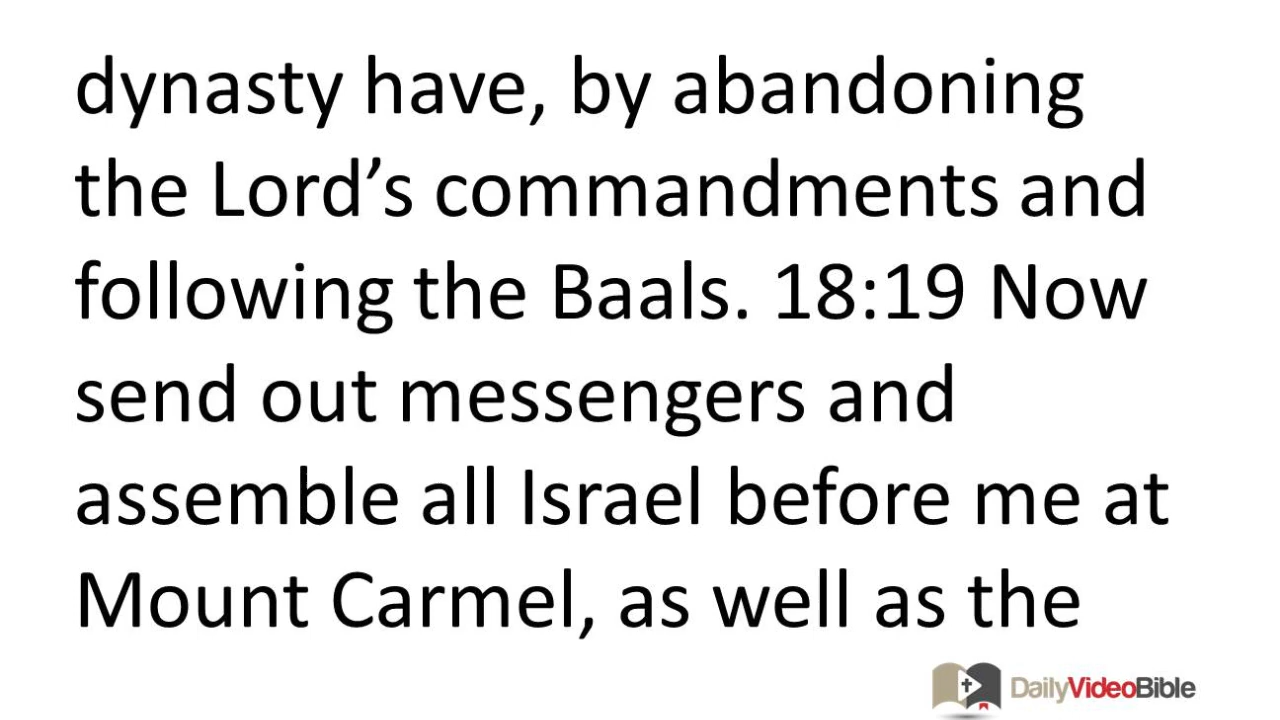 dynasty have, by abandoning
the Lord’s commandments and
following the Baals. 18:19 Now
send out messengers and
assemble all Israel before me at
Mount Carmel, as well as the
DailyVideoBible